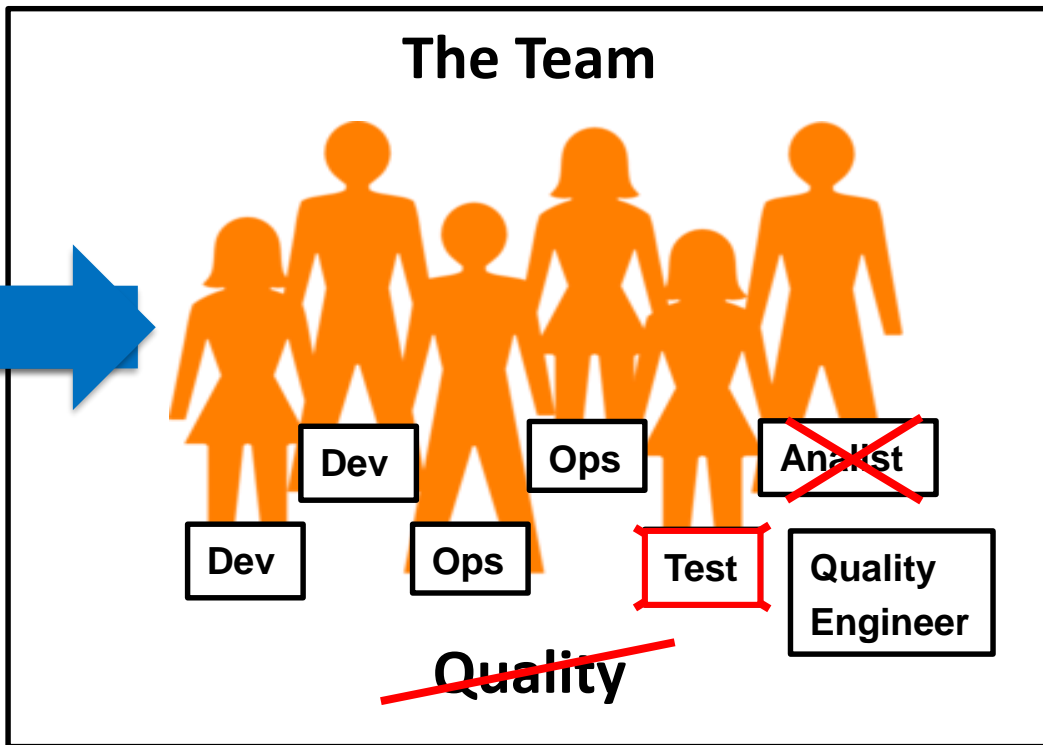 The Team
Dev
Ops
Analist
Dev
Ops
Test
Quality
Engineer
Quality